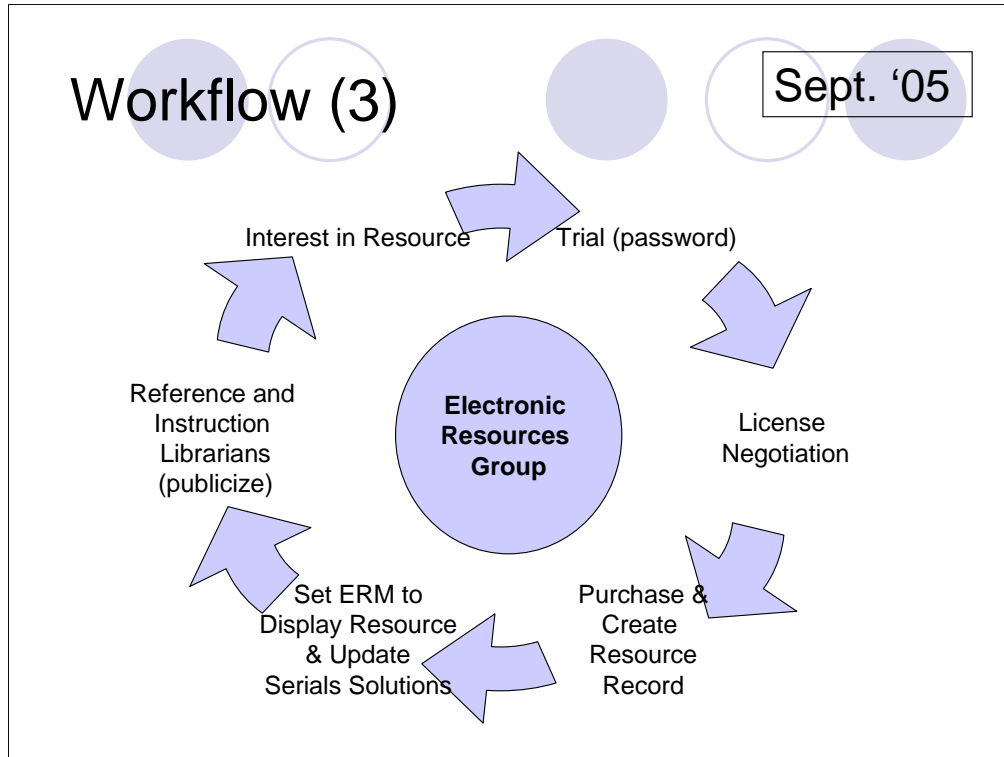 Workflow (3)
Sept. ‘05
Interest in Resource
Trial (password)
License
Negotiation
Purchase &
Create
Resource
Record
Set ERM to
Display Resource
& Update
Serials Solutions
Reference and
Instruction
Librarians
(publicize)
Electronic
Resources
Group